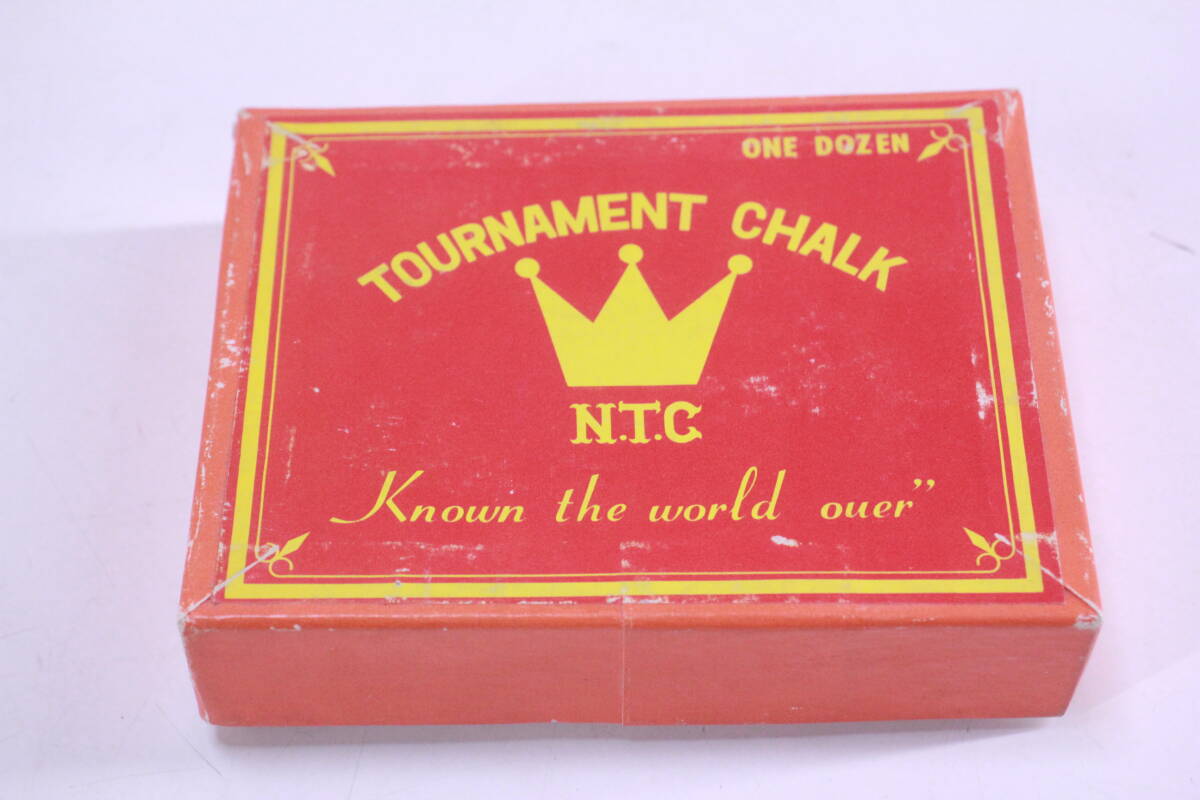 ONE DOZEN
TOURNAMENT CHALK
N.T.C
Known the world ouer”